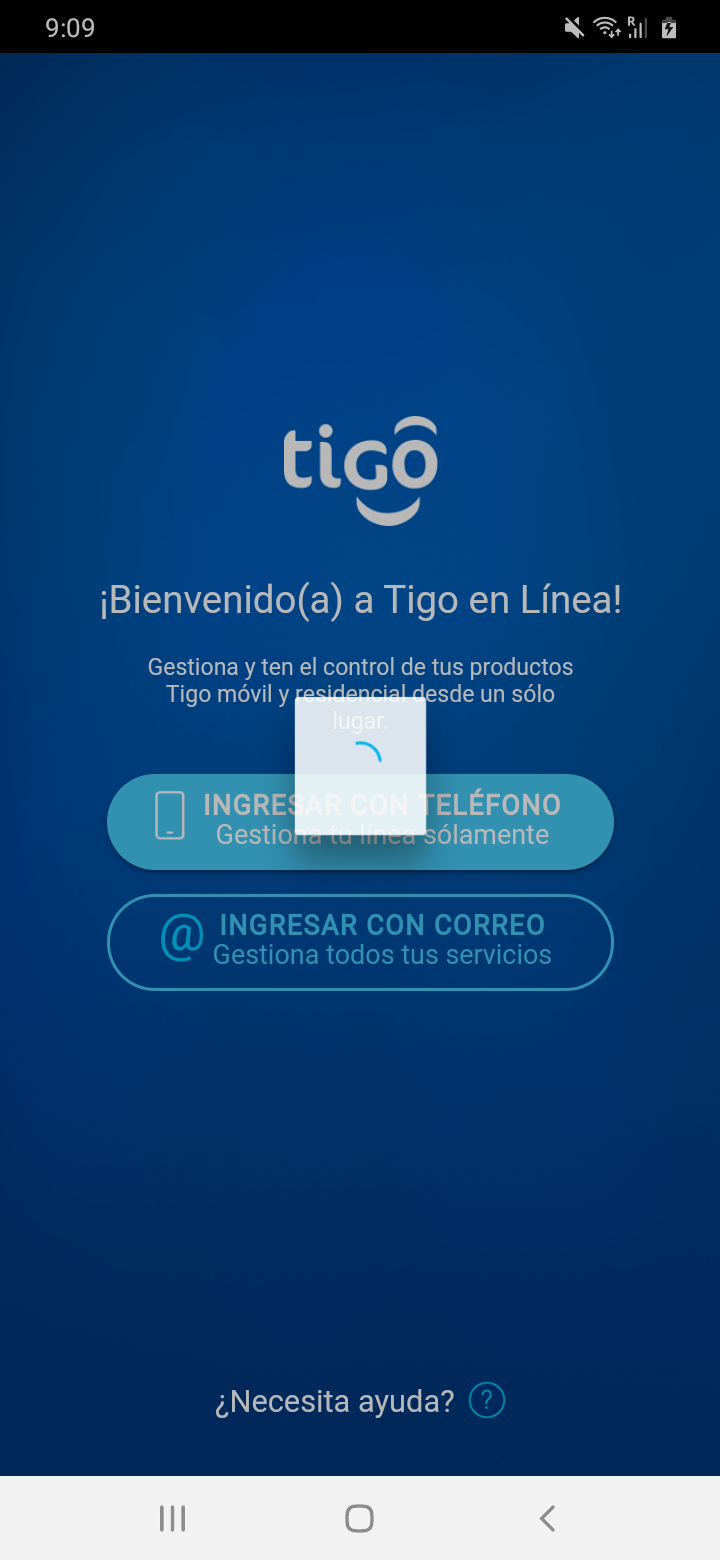 9:09
R
tigo
¡Bienvenido(a) a Tigo en Línea!
Gestiona y ten el control de tus productos
Tigo móvil y residencial desde un sólo
lugar.
INGRESAR CON TELÉFONO
Gestiona tu línea sólamente
@ INGRESAR CON CORREO
Gestiona todos tus servicios
¿Necesita ayuda? ?